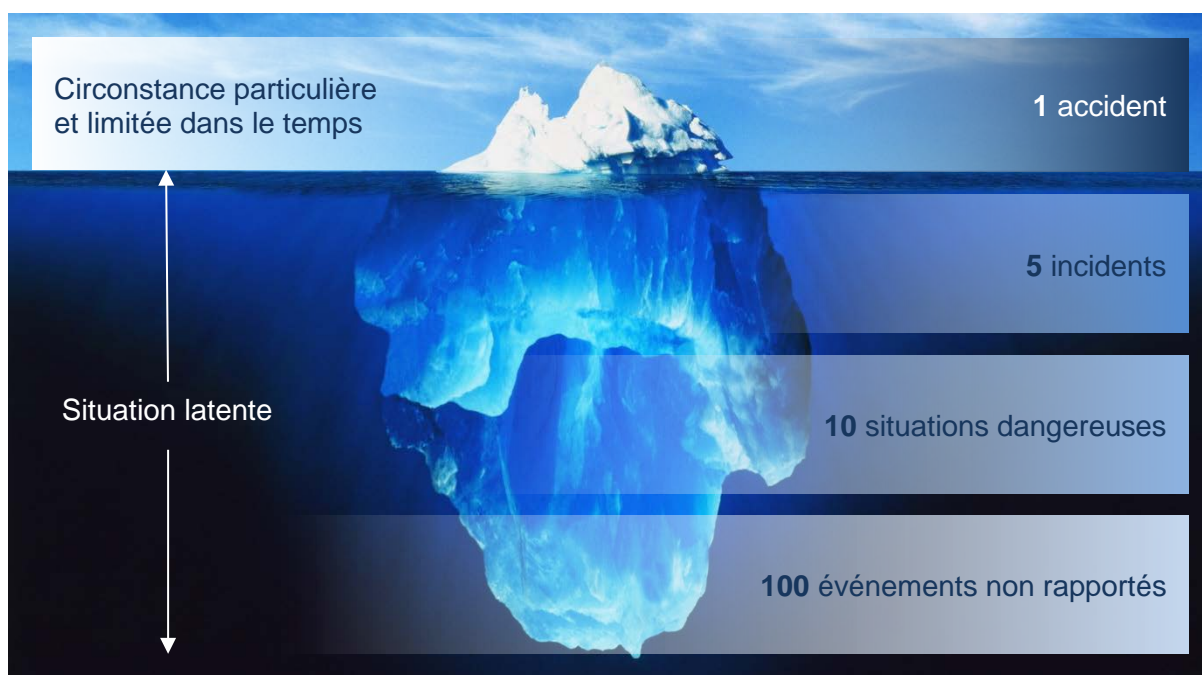 Circonstance particulière
et limitée dans le temps
1 accident
5 incidents
Situation latente
10 situations dangereuses
100 événements non rapportés